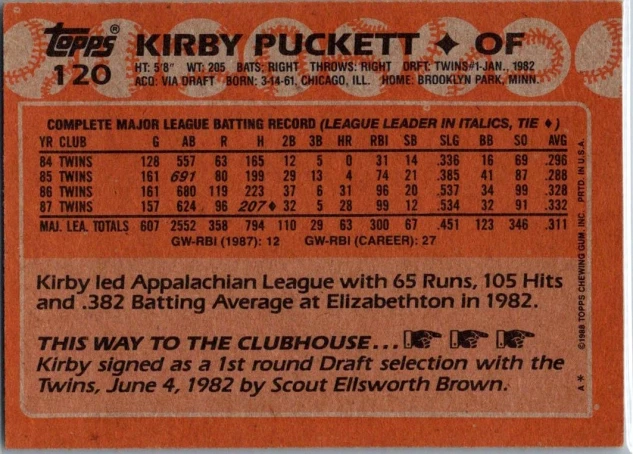 topps® KIRBY PUCKETT ✦ OF
120 HT: 5'8" WT: 205 BATS: RIGHT THROWS: RIGHT DRFT: TWINS#1-JAN., 1982
ACQ: VIA DRAFT BORN: 3-14-61, CHICAGO, ILL. HOME: BROOKLYN PARK, MINN.
COMPLETE MAJOR LEAGUE BATTING RECORD (LEAGUE LEADER IN ITALICS, TIE ♦)
YR CLUB G AB R H 2B 3B HR RBI SB SLG BB SO AVG
84 TWINS 128 557 63 165 12 5 0 31 14 .336 16 69 .296
85 TWINS 161 691 80 199 29 13 4 74 21 .385 41 87 .288
86 TWINS 161 680 119 223 37 6 31 96 20 .537 34 99 .328
87 TWINS 157 624 96 207♦ 32 5 28 99 12 .534 32 91 .332
MAJ. LEA. TOTALS 607 2552 358 794 110 29 63 300 67 .451 123 346 .311
GW-RBI (1987): 12 GW-RBI (CAREER): 27
Kirby led Appalachian League with 65 Runs, 105 Hits
and .382 Batting Average at Elizabethton in 1982.
THIS WAY TO THE CLUBHOUSE...
Kirby signed as a 1st round Draft selection with the
Twins, June 4, 1982 by Scout Ellsworth Brown.
A* ©1988 TOPPS CHEWING GUM, INC. PRTD. IN U.S.A.